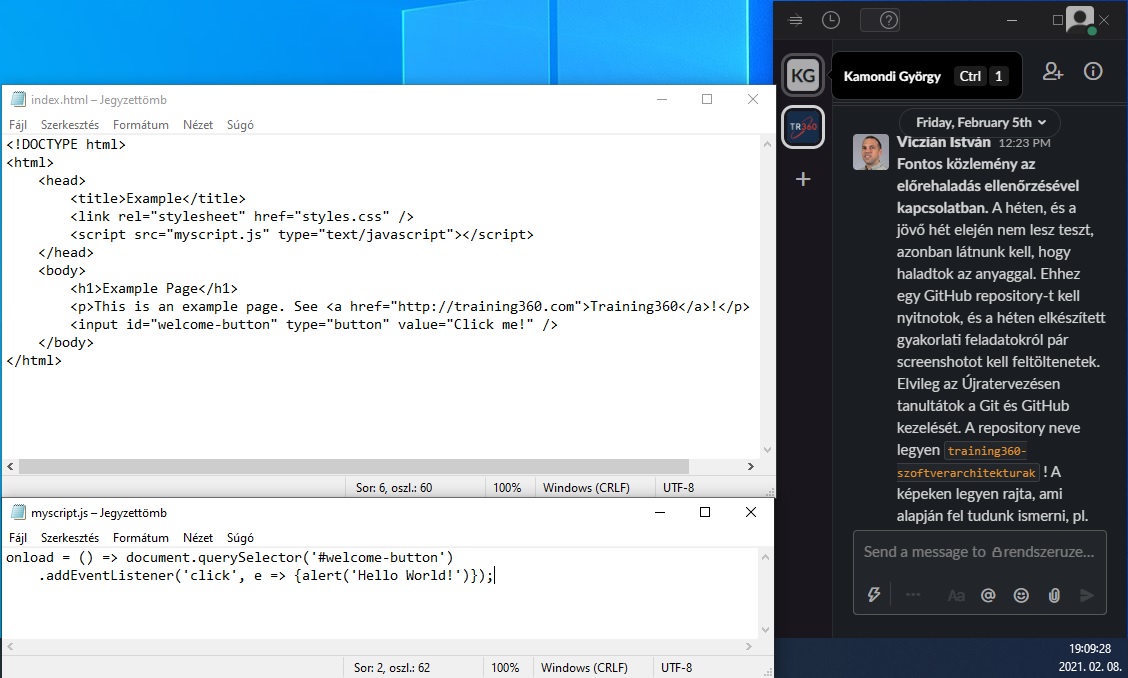 index.html – Jegyzettömb
Fájl Szerkesztés Formátum Nézet Súgó
<!DOCTYPE html>
<html>
    <head>
        <title>Example</title>
        <link rel="stylesheet" href="styles.css" />
        <script src="myscript.js" type="text/javascript"></script>
    </head>
    <body>
        <h1>Example Page</h1>
        <p>This is an example page. See <a href="http://training360.com">Training360</a>!</p>
        <input id="welcome-button" type="button" value="Click me!" />
    </body>
</html>
Sor: 6, oszl.: 60 100% Windows (CRLF) UTF-8
myscript.js – Jegyzettömb
Fájl Szerkesztés Formátum Nézet Súgó
onload = () => document.querySelector('#welcome-button')
    .addEventListener('click', e => {alert('Hello World!')});
Sor: 2, oszl.: 62 100% Windows (CRLF) UTF-8
KG
Kamondi György Ctrl 1
TR360
Friday, February 5th
Viczián István 12:23 PM
Fontos közlemény az
előrehaladás ellenőrzésével
kapcsolatban. A héten, és a
jövő hét elején nem lesz teszt,
azonban látnunk kell, hogy
haladtok az anyaggal. Ehhez
egy GitHub repository-t kell
nyitnotok, és a héten elkészített
gyakorlati feladatokról pár
screenshotot kell feltöltenetek.
Elvileg az Újratervezésen
tanultátok a Git és GitHub
kezelését. A repository neve
legyen training360-
szoftverarchitekturak ! A
képeken legyen rajta, ami
alapján fel tudunk ismerni, pl.
Send a message to rendszeruze...
Aa @
19:09:28
2021. 02. 08.